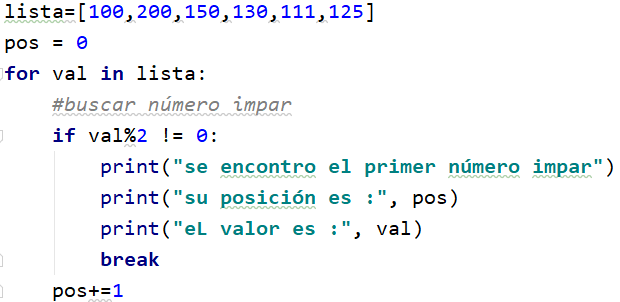 lista=[100,200,150,130,111,125]
pos = 0
for val in lista:
    #buscar número impar
    if val%2 != 0:
        print("se encontro el primer número impar")
        print("su posición es :", pos)
        print("eL valor es :", val)
        break
    pos+=1